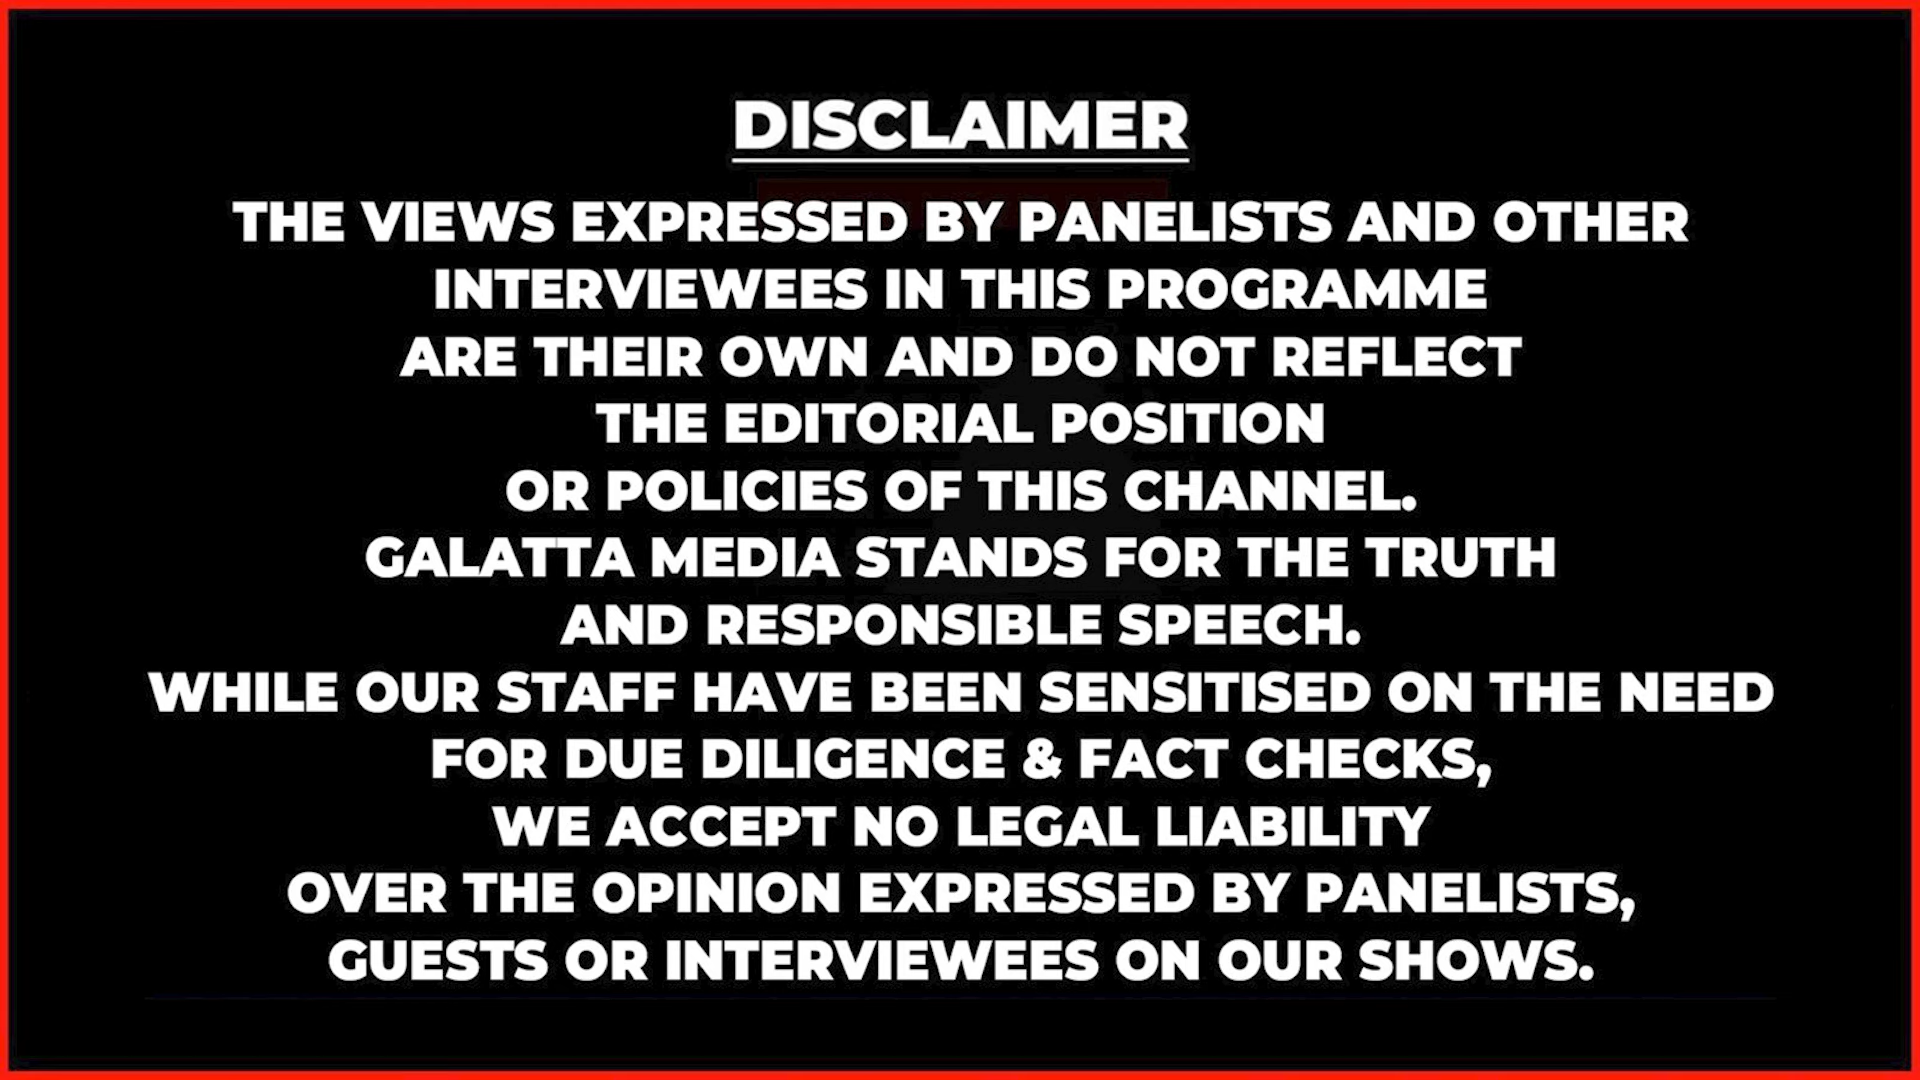 DISCLAIMER
THE VIEWS EXPRESSED BY PANELISTS AND OTHER
INTERVIEWEES IN THIS PROGRAMME
ARE THEIR OWN AND DO NOT REFLECT
THE EDITORIAL POSITION
OR POLICIES OF THIS CHANNEL.
GALATTA MEDIA STANDS FOR THE TRUTH
AND RESPONSIBLE SPEECH.
WHILE OUR STAFF HAVE BEEN SENSITISED ON THE NEED
FOR DUE DILIGENCE & FACT CHECKS,
WE ACCEPT NO LEGAL LIABILITY
OVER THE OPINION EXPRESSED BY PANELISTS,
GUESTS OR INTERVIEWEES ON OUR SHOWS.